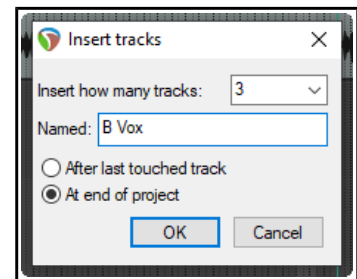 Insert tracks
Insert how many tracks: 3
Named: B Vox
After last touched track
At end of project
OK Cancel